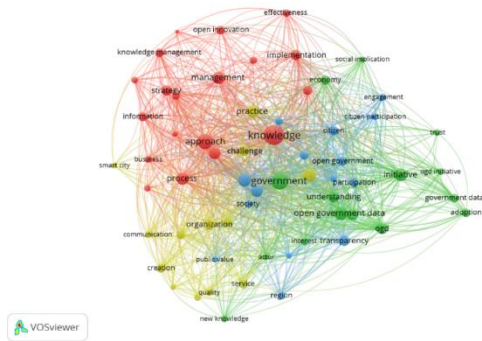 effectiveness
open innovation
knowledge management
implementation
social implication
management
economy
strategy
engagement
practice
information
citizen participation
knowledge
citizen
trust
approach
challenge
business
open government
smart city
process
government
participation
initiative
ogd initiative
understanding
government data
society
open government data
adoption
organization
ogd
communication
interest
transparency
public value
actor
creation
service
quality
region
new knowledge
VOSviewer